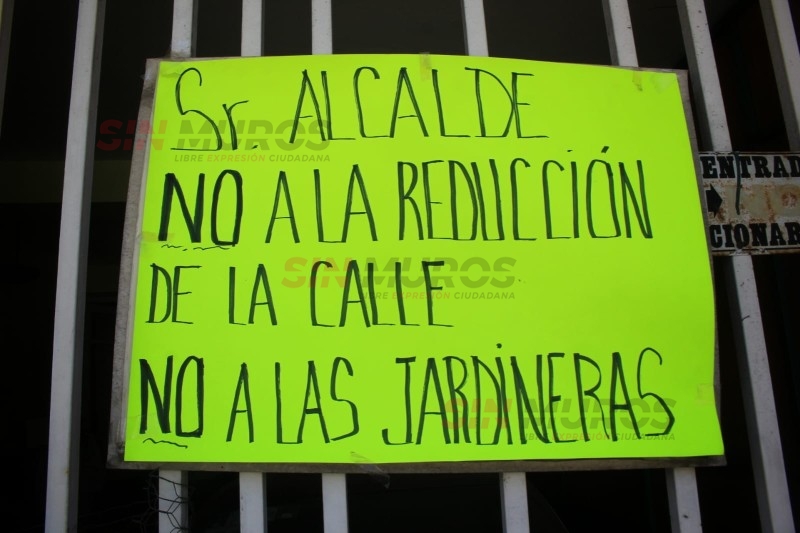 Sr. ALCALDE
NO A LA REDUCCIÓN
DE LA CALLE
NO A LAS JARDINERAS
ENTRAD
CIONAR
SIN MUROS
LIBRE EXPRESIÓN CIUDADANA
SIN MUROS
LIBRE EXPRESIÓN CIUDADANA
SIN MUROS
LIBRE EXPRESIÓN CIUDADANA